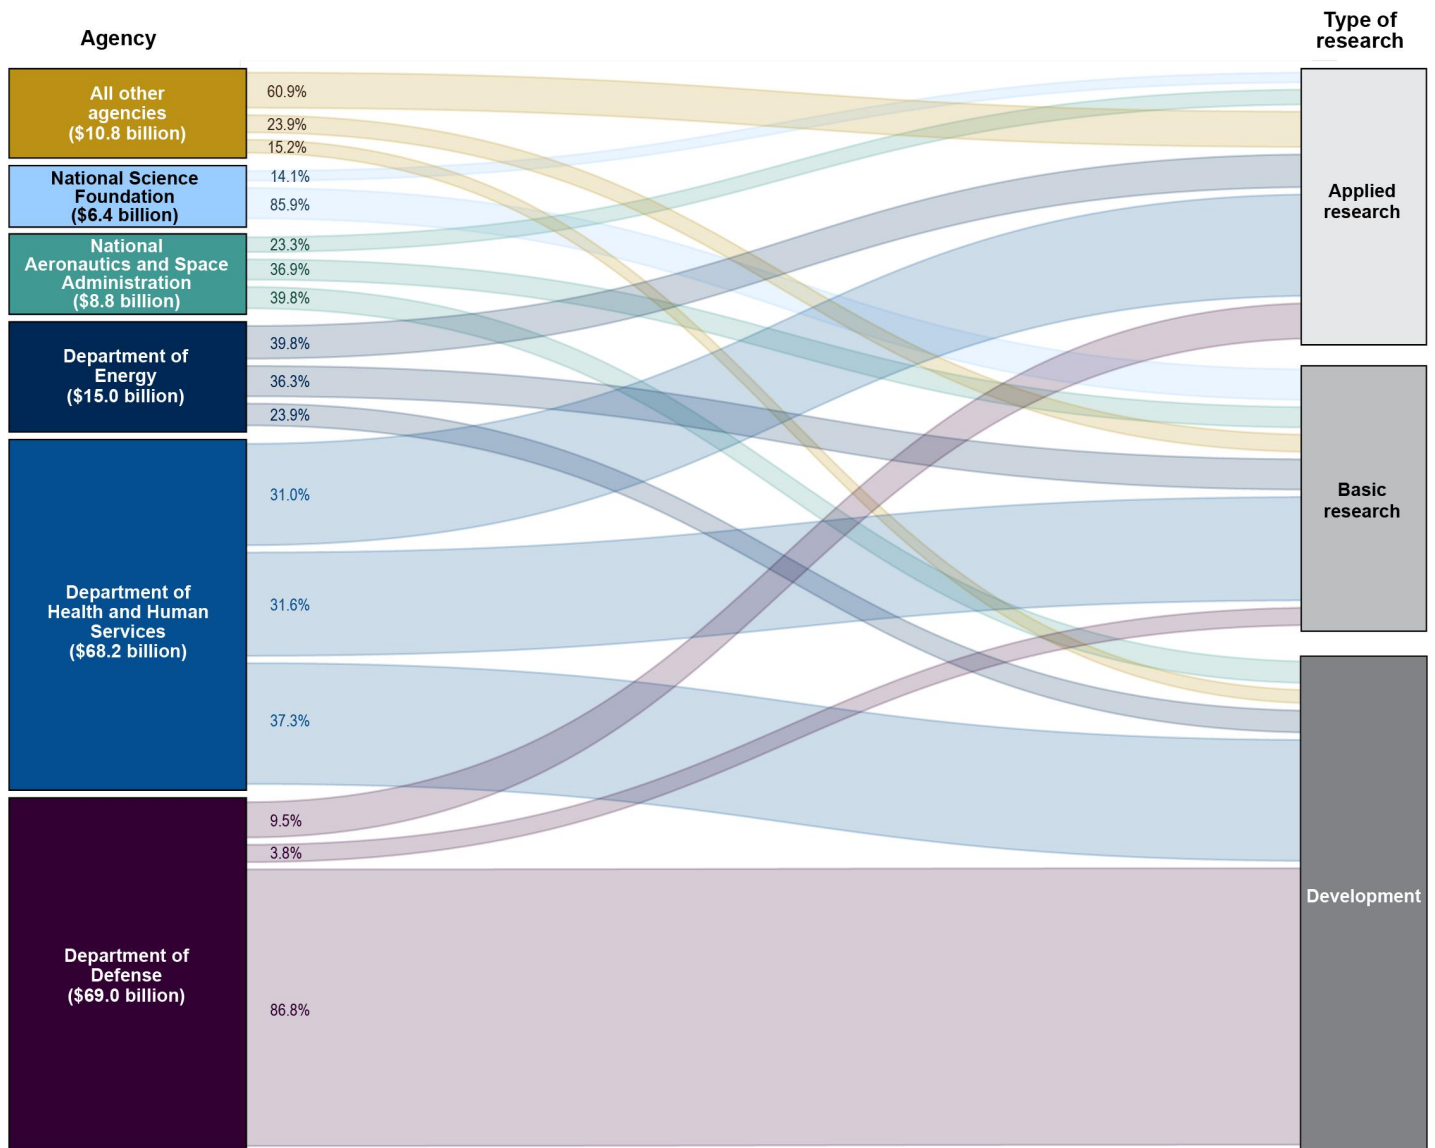 Agency
Type of
research
All other
agencies
($10.8 billion)
60.9%
23.9%
15.2%
National Science
Foundation
($6.4 billion)
14.1%
85.9%
National
Aeronautics and Space
Administration
($8.8 billion)
23.3%
36.9%
39.8%
Department of
Energy
($15.0 billion)
39.8%
36.3%
23.9%
Department of
Health and Human
Services
($68.2 billion)
31.0%
31.6%
37.3%
Department of
Defense
($69.0 billion)
9.5%
3.8%
86.8%
Applied
research
Basic
research
Development